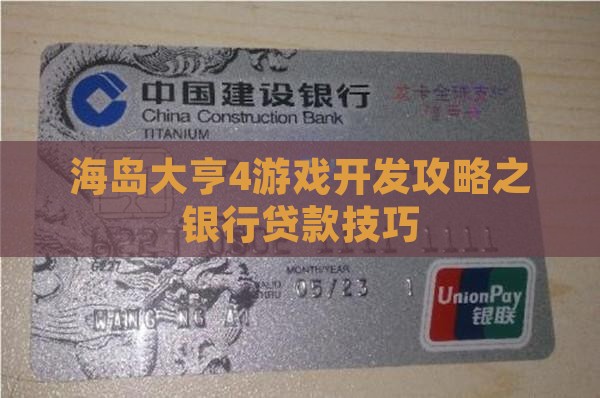 中国建设银行
China Construction Bank
TITANIUM
海岛大亨4游戏开发攻略之
银行贷款技巧
MONTH/YEAR
05/23
UnionPay
银联